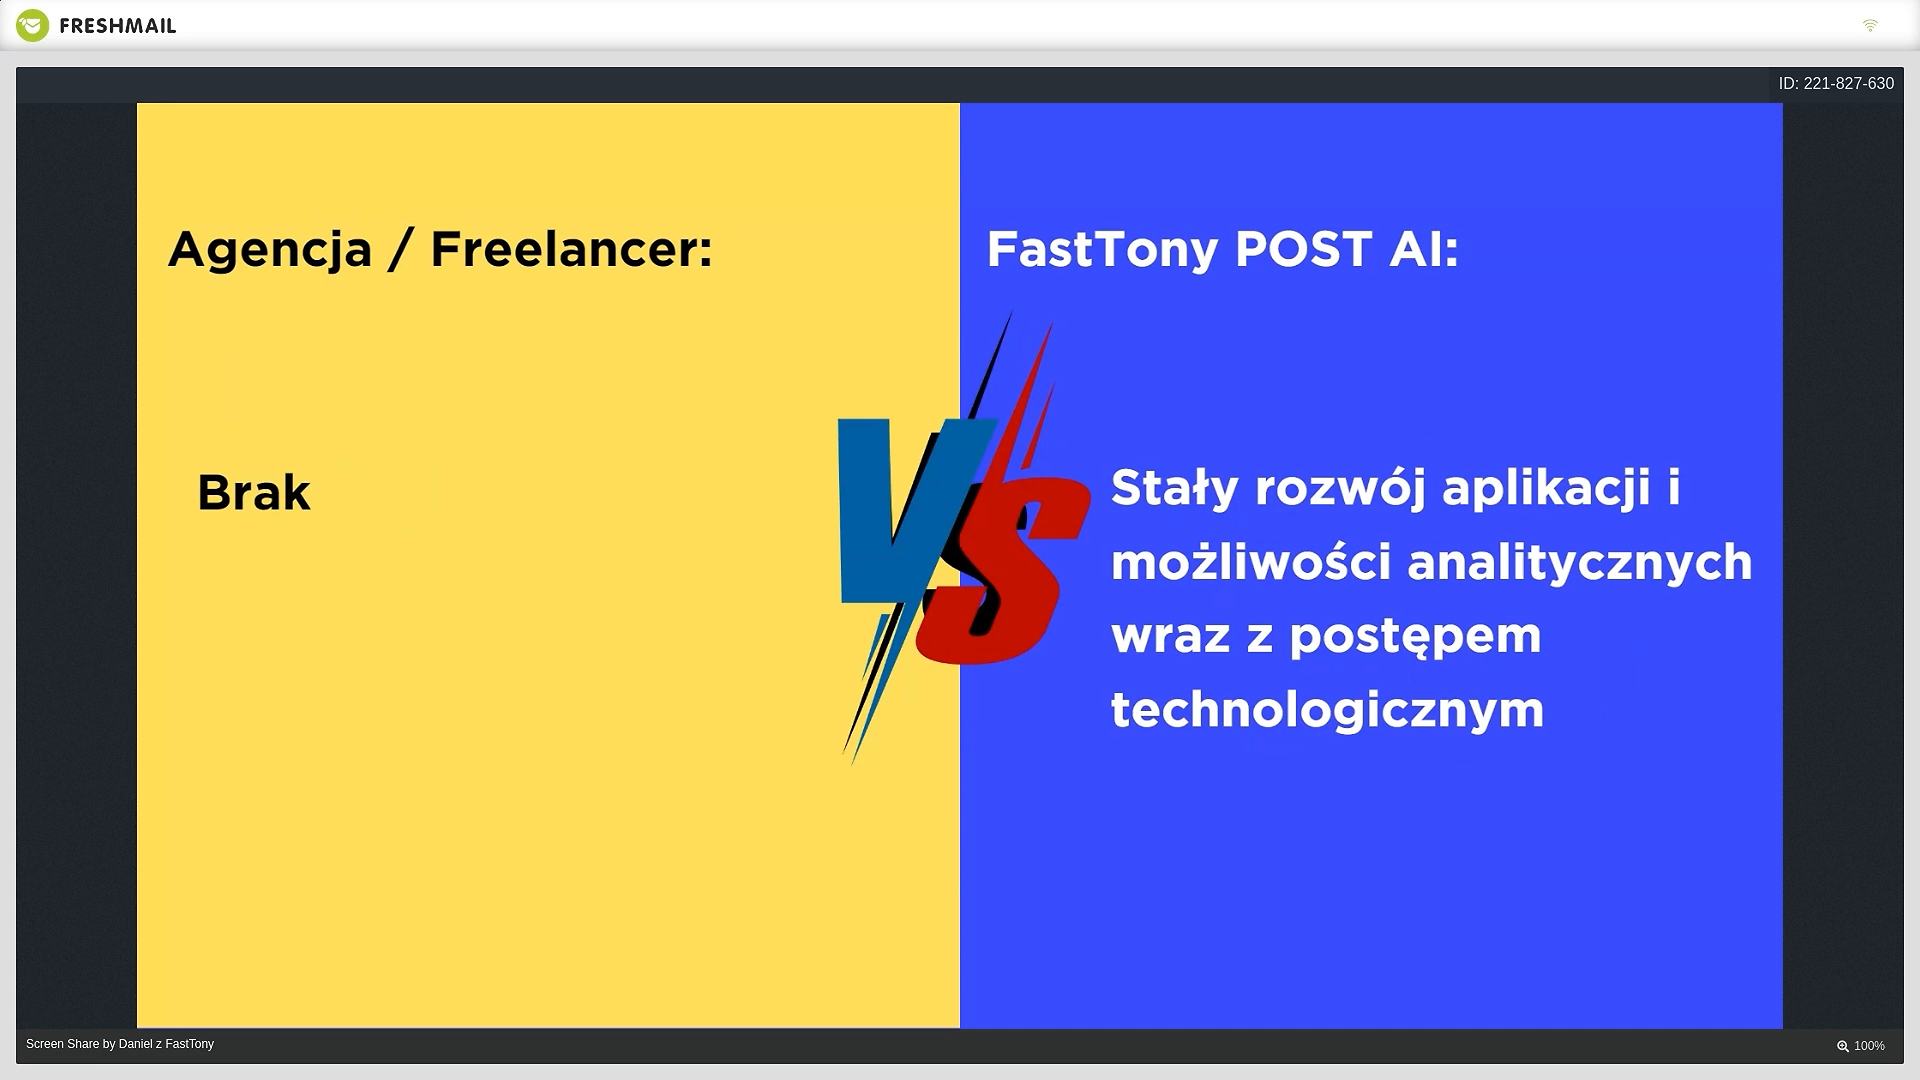 FRESHMAIL
ID: 221-827-630
Agencja / Freelancer:
Brak
VS
FastTony POST AI:
Stały rozwój aplikacji i
możliwości analitycznych
wraz z postępem
technologicznym
Screen Share by Daniel z FastTony
100%